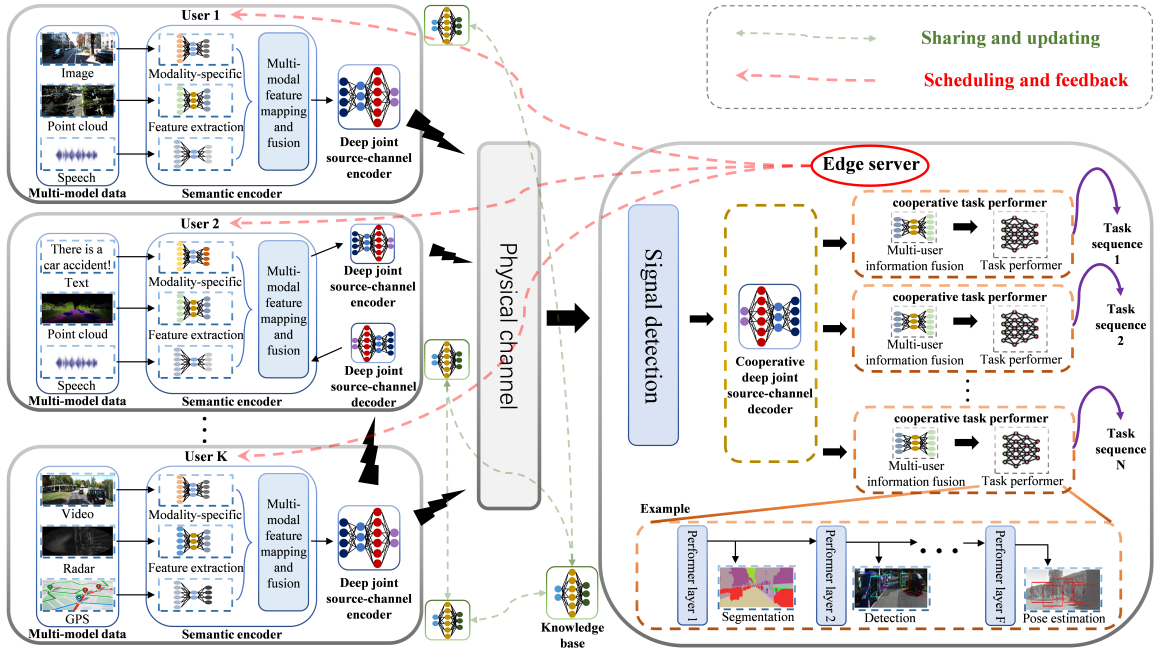 User 1
Image
Point cloud
Speech
Multi-model data
Modality-specific
Feature extraction
Semantic encoder
Multi-
modal
feature
mapping
and
fusion
Deep joint
source-channel
encoder
User 2
There is a
car accident!
Text
Point cloud
Speech
Multi-model data
Modality-specific
Feature extraction
Semantic encoder
Multi-
modal
feature
mapping
and
fusion
Deep joint
source-channel
encoder
Deep joint
source-channel
decoder
User K
Video
Radar
GPS
Multi-model data
Modality-specific
Feature extraction
Semantic encoder
Multi-
modal
feature
mapping
and
fusion
Deep joint
source-channel
encoder
Physical channel
Knowledge
base
Sharing and updating
Scheduling and feedback
Edge server
Signal detection
Cooperative
deep joint
source-channel
decoder
cooperative task performer
Multi-user
information fusion
Task performer
Task
sequence
1
cooperative task performer
Multi-user
information fusion
Task performer
Task
sequence
2
cooperative task performer
Multi-user
information fusion
Task performer
Task
sequence
N
Example
Performer layer 1
Segmentation
Performer layer 2
Detection
Performer layer F
Pose estimation